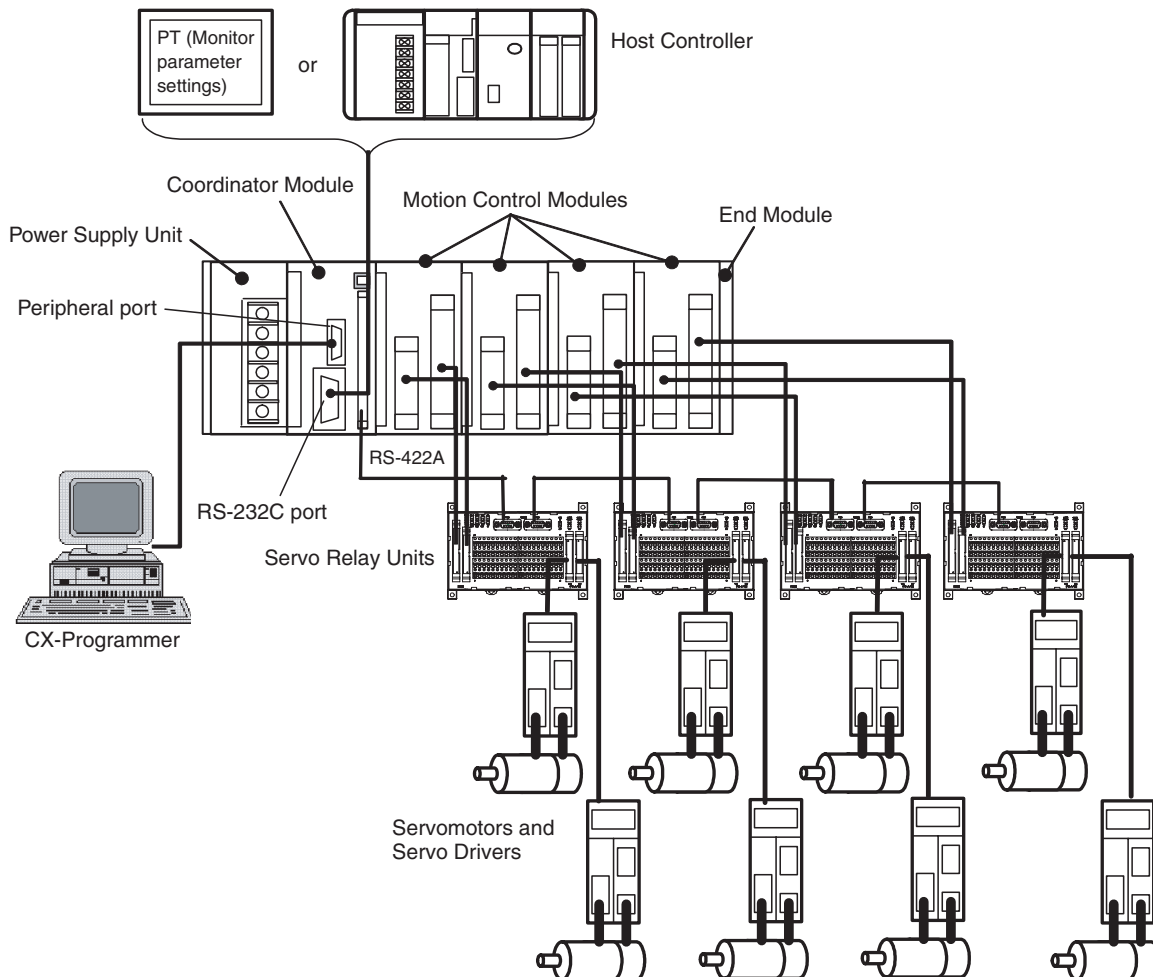 PT (Monitor
parameter
settings)
or
Host Controller
Coordinator Module
Motion Control Modules
End Module
Power Supply Unit
Peripheral port
RS-422A
RS-232C port
Servo Relay Units
CX-Programmer
Servomotors and
Servo Drivers